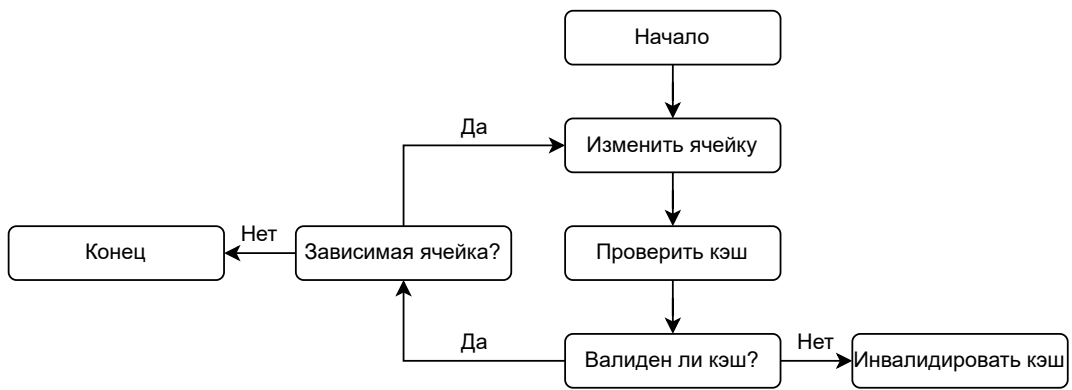 Начало
Да
Изменить ячейку
Конец
Нет
Зависимая ячейка?
Проверить кэш
Да
Валиден ли кэш?
Нет
Инвалидировать кэш